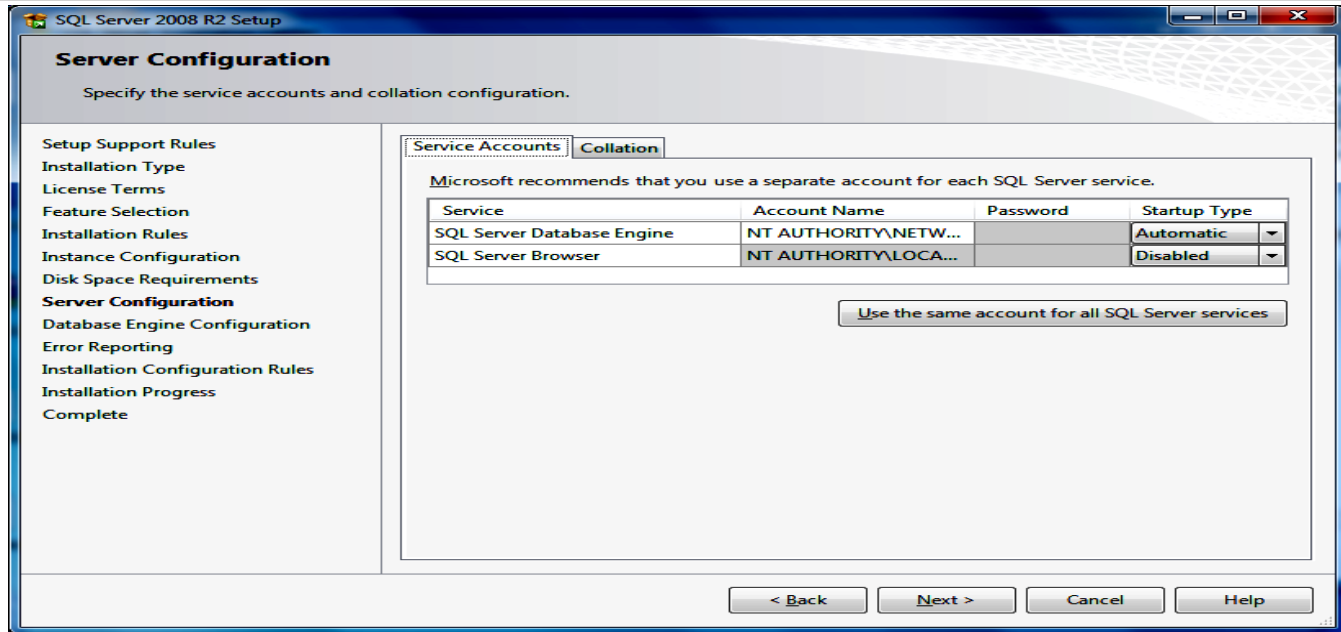 SQL Server 2008 R2 Setup
Server Configuration
Specify the service accounts and collation configuration.
Setup Support Rules
Installation Type
License Terms
Feature Selection
Installation Rules
Instance Configuration
Disk Space Requirements
Server Configuration
Database Engine Configuration
Error Reporting
Installation Configuration Rules
Installation Progress
Complete
Service Accounts Collation
Microsoft recommends that you use a separate account for each SQL Server service.
Service Account Name Password Startup Type
SQL Server Database Engine NT AUTHORITY\NETW... Automatic
SQL Server Browser NT AUTHORITY\LOCA... Disabled
Use the same account for all SQL Server services
< Back Next > Cancel Help